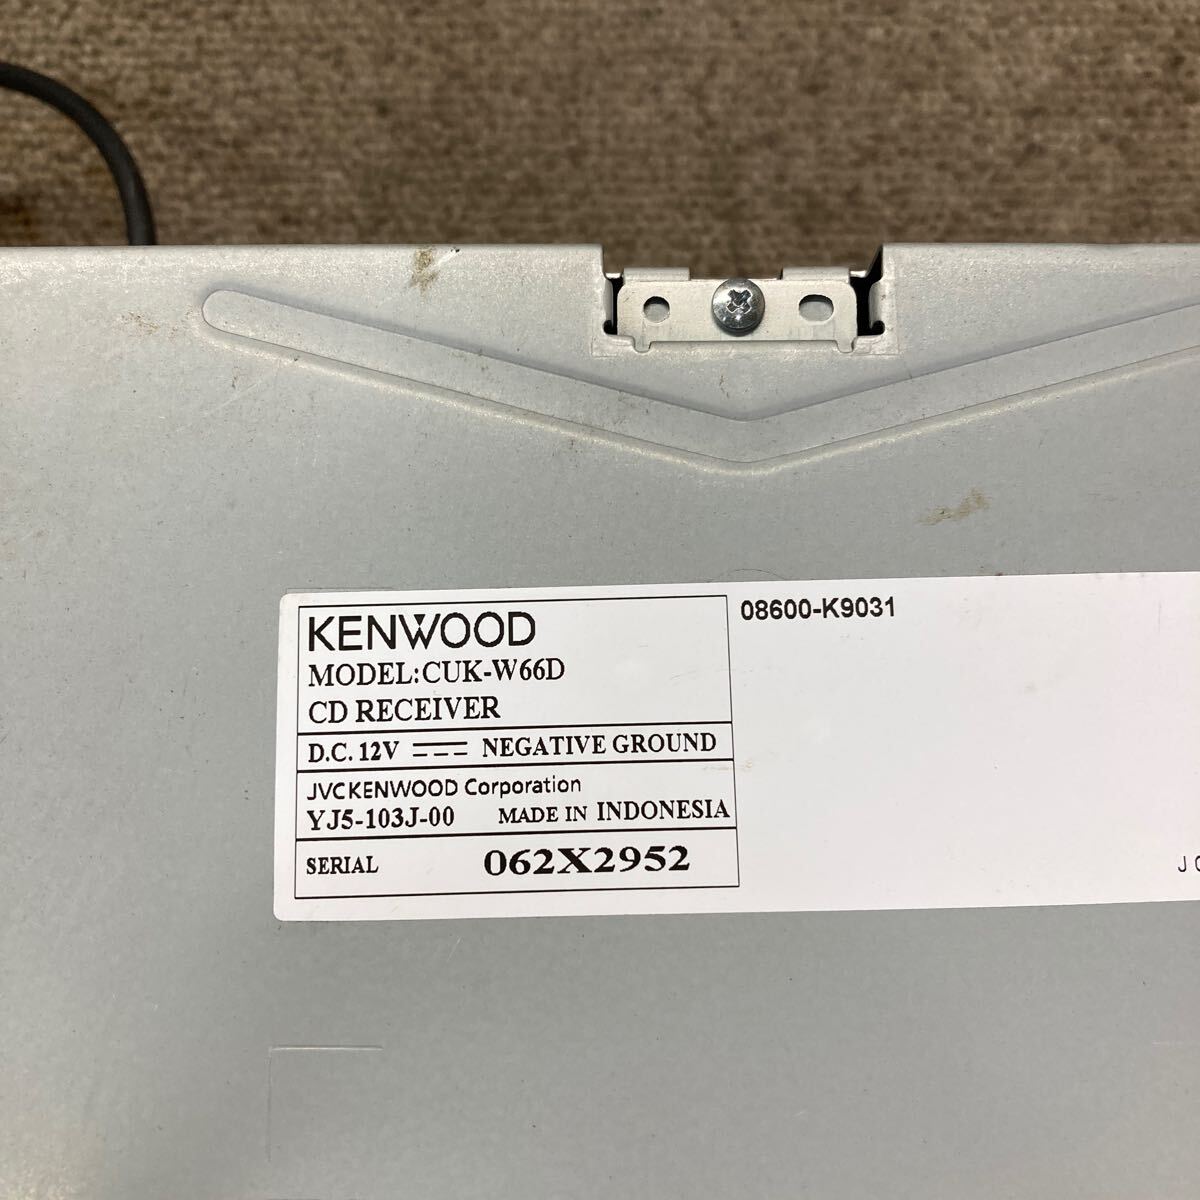 KENWOOD
MODEL:CUK-W66D
CD RECEIVER
D.C. 12V NEGATIVE GROUND
JVCKENWOOD Corporation
YJ5-103J-00 MADE IN INDONESIA
SERIAL 062X2952
08600-K9031